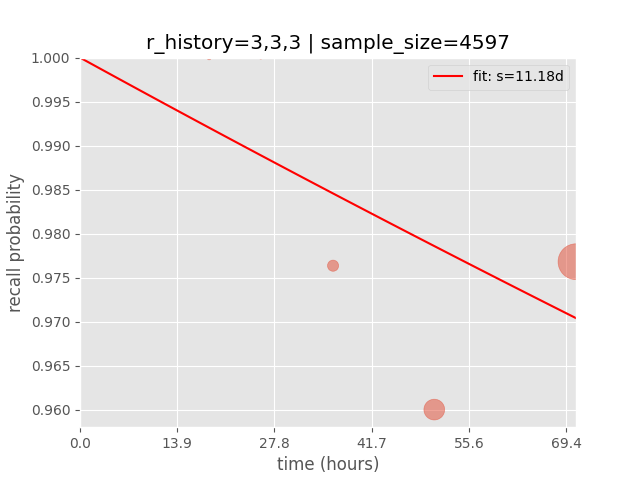 r_history=3,3,3 | sample_size=4597
fit: s=11.18d
1.000
0.995
0.990
0.985
0.980
0.975
0.970
0.965
0.960
recall probability
0.0 13.9 27.8 41.7 55.6 69.4
time (hours)